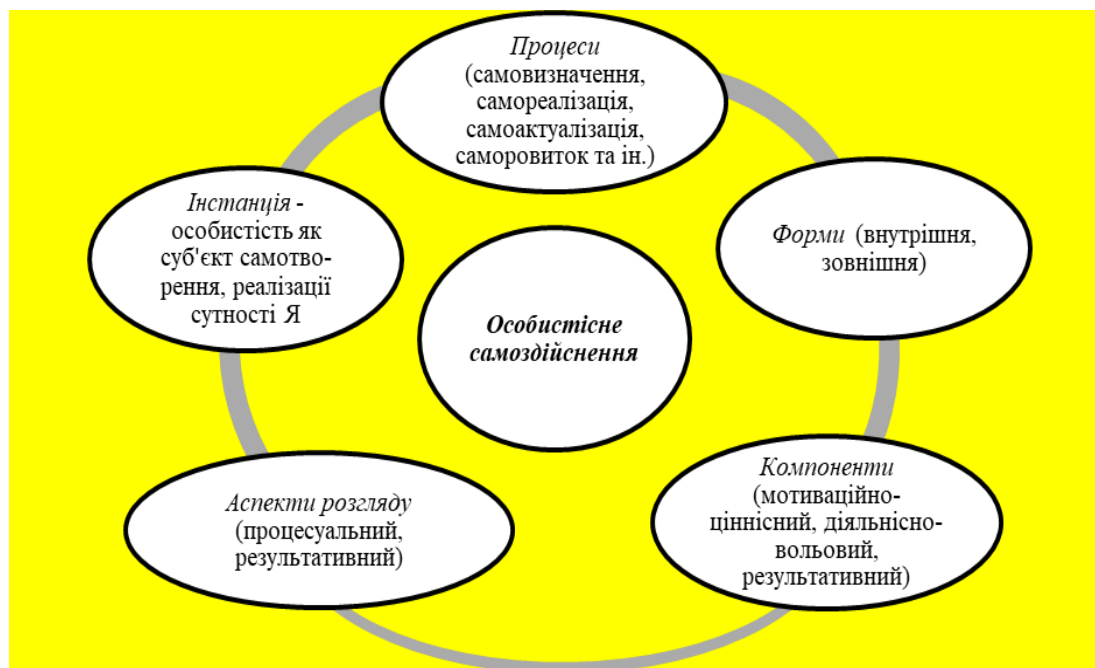 Процеси
(самовизначення,
самореалізація,
самоактуалізація,
саморовиток та ін.)
Інстанція -
особистість як
суб'єкт самотво-
рення, реалізації
сутності Я
Форми (внутрішня,
зовнішня)
Особистісне
самоздійснення
Аспекти розгляду
(процесуальний,
результативний)
Компоненти
(мотиваційно-
ціннісний, діяльнісно-
вольовий,
результативний)